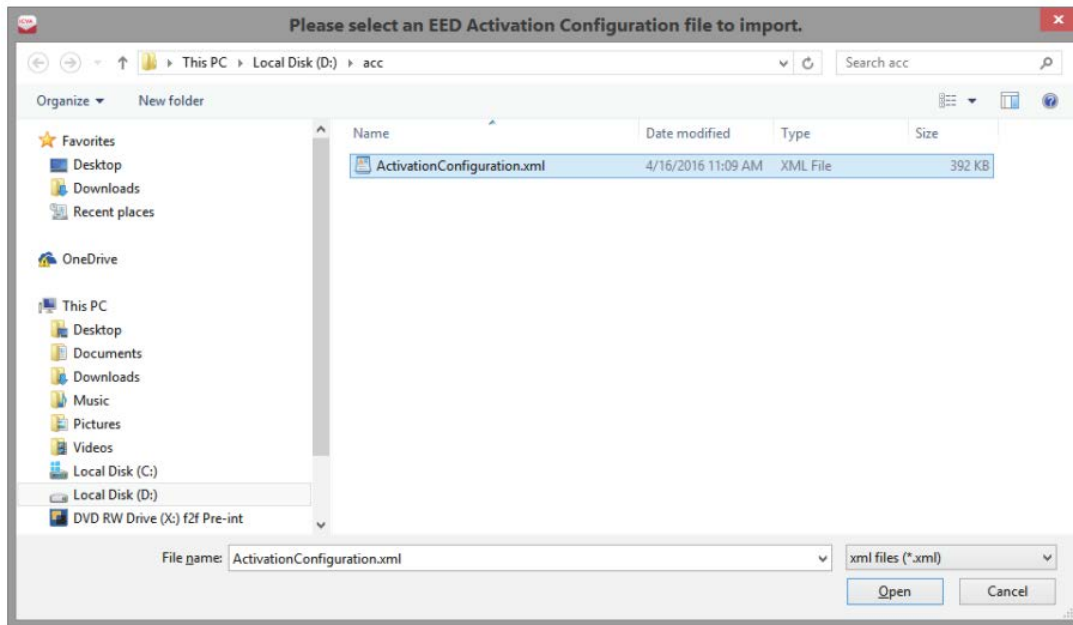 Please select an EED Activation Configuration file to import.
This PC Local Disk (D:) acc
Search acc
Organize New folder
Name Date modified Type Size
ActivationConfiguration.xml 4/16/2016 11:09 AM XML File 392 KB
Favorites
Desktop
Downloads
Recent places
OneDrive
This PC
Desktop
Documents
Downloads
Music
Pictures
Videos
Local Disk (C:)
Local Disk (D:)
DVD RW Drive (X:) f2f Pre-int
File name: ActivationConfiguration.xml xml files (*.xml)
Open Cancel